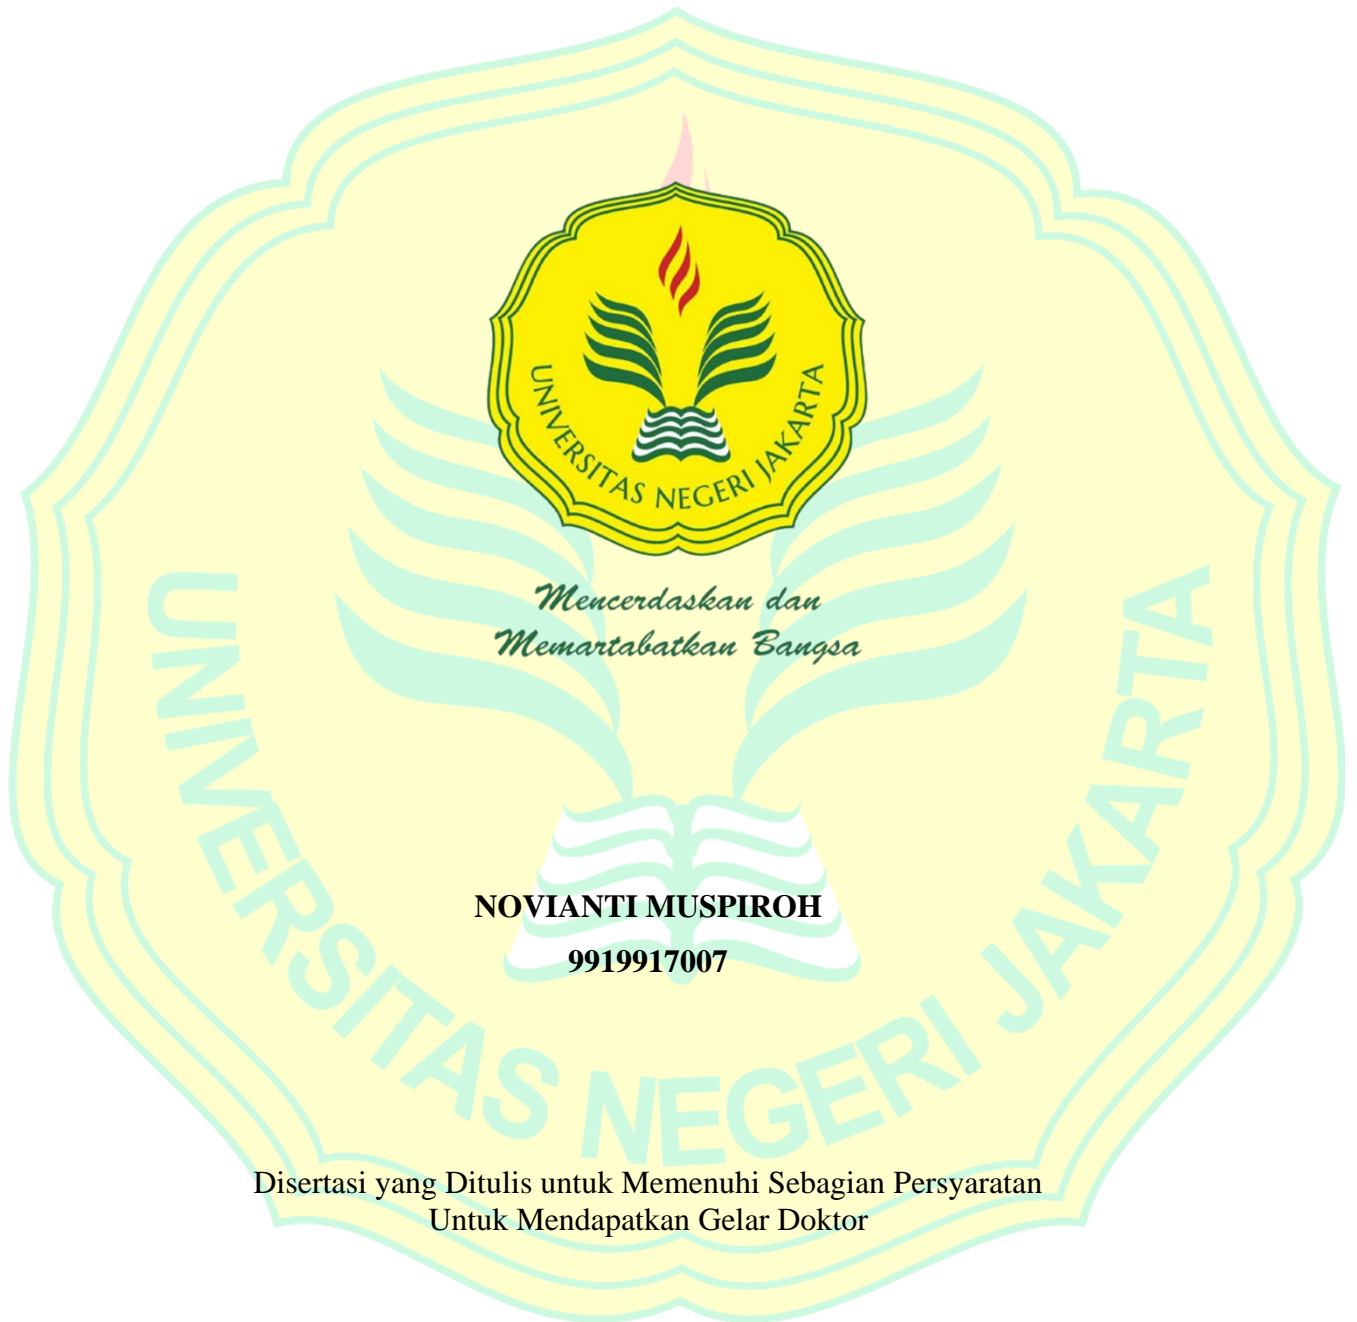 UNIVERSITAS NEGERI JAKARTA
Mencerdaskan dan
Memartabatkan Bangsa
UNIVERSITAS NEGERI JAKARTA
NOVIANTI MUSPIROH
9919917007
Disertasi yang Ditulis untuk Memenuhi Sebagian Persyaratan
Untuk Mendapatkan Gelar Doktor